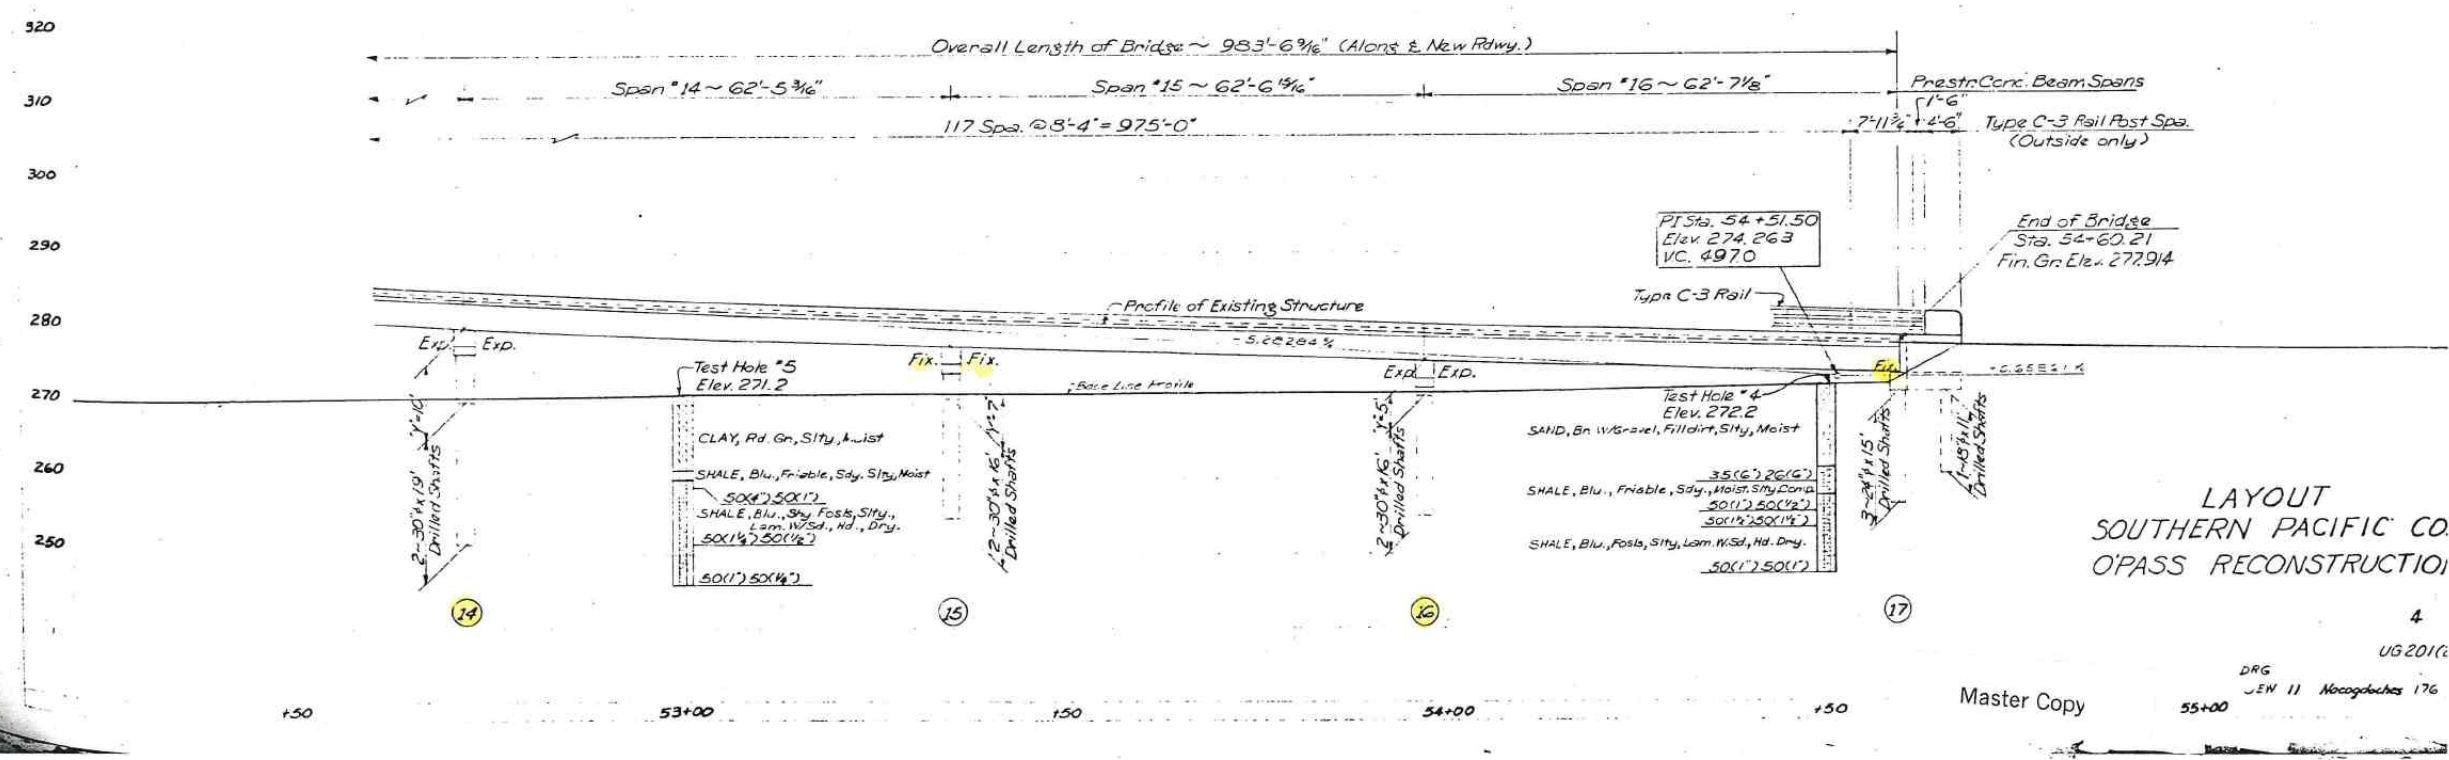 320
Overall Length of Bridge ~ 983'-6 9/16" (Along ℄ New Rdwy.)
310
Span #14 ~ 62'-5 3/16"
Span #15 ~ 62'-6 15/16"
Span #16 ~ 62'-7 1/8"
Prestr. Conc. Beam Spans
1'-6"
117 Spa. @ 8'-4" = 975'-0"
7'-11 3/4"
4'-6"
Type C-3 Rail Post Spa.
(Outside only)
300
290
PI Sta. 54+51.50
Elev. 274.263
VC. 497.0
End of Bridge
Sta. 54+60.21
Fin. Gr. Elev. 277.914
Type C-3 Rail
Profile of Existing Structure
280
Exp. Exp.
Fix. Fix.
Exp. Exp.
Fix.
Test Hole #5
Elev. 271.2
270
Base Line Profile
Test Hole #4
Elev. 272.2
"Y"=10'
2~30"φ x 19'
Drilled Shafts
CLAY, Rd. Gr., Slty, Moist
SHALE, Blu., Friable, Sdy. Slty, Moist
50(4") 50(1")
SHALE, Blu., Shy. Fosls, Slty.,
Lam. W/Sd., Hd., Dry.
50(1 1/4") 50(1/2")
50(1") 50(1/4")
"Y"=7'
2~30"φ x 16'
Drilled Shafts
"Y"=5'
2~30"φ x 16'
Drilled Shafts
SAND, Bn. W/Gravel, Filldirt, Slty, Moist
35(6") 26(6")
SHALE, Blu., Friable, Sdy., Moist. Slty Comp.
50(1") 50(1/2")
50(1 1/2") 50(1 1/2")
SHALE, Blu., Fosls, Slty, Lam. W.Sd., Hd. Dry.
50(1") 50(1")
3~24"φ x 15'
Drilled Shafts
1~18"φ x 11'
Drilled Shafts
260
250
14
15
16
17
LAYOUT
SOUTHERN PACIFIC CO.
O'PASS RECONSTRUCTION
4
UG 201(2
DRG
11 Nacogdoches 176
Master Copy
+50
53+00
+50
54+00
+50
55+00